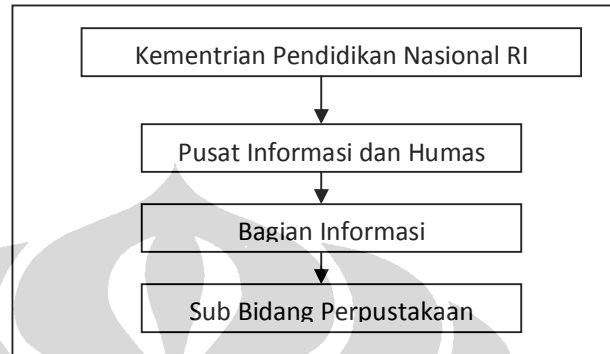 Kementrian Pendidikan Nasional RI
Pusat Informasi dan Humas
Bagian Informasi
Sub Bidang Perpustakaan